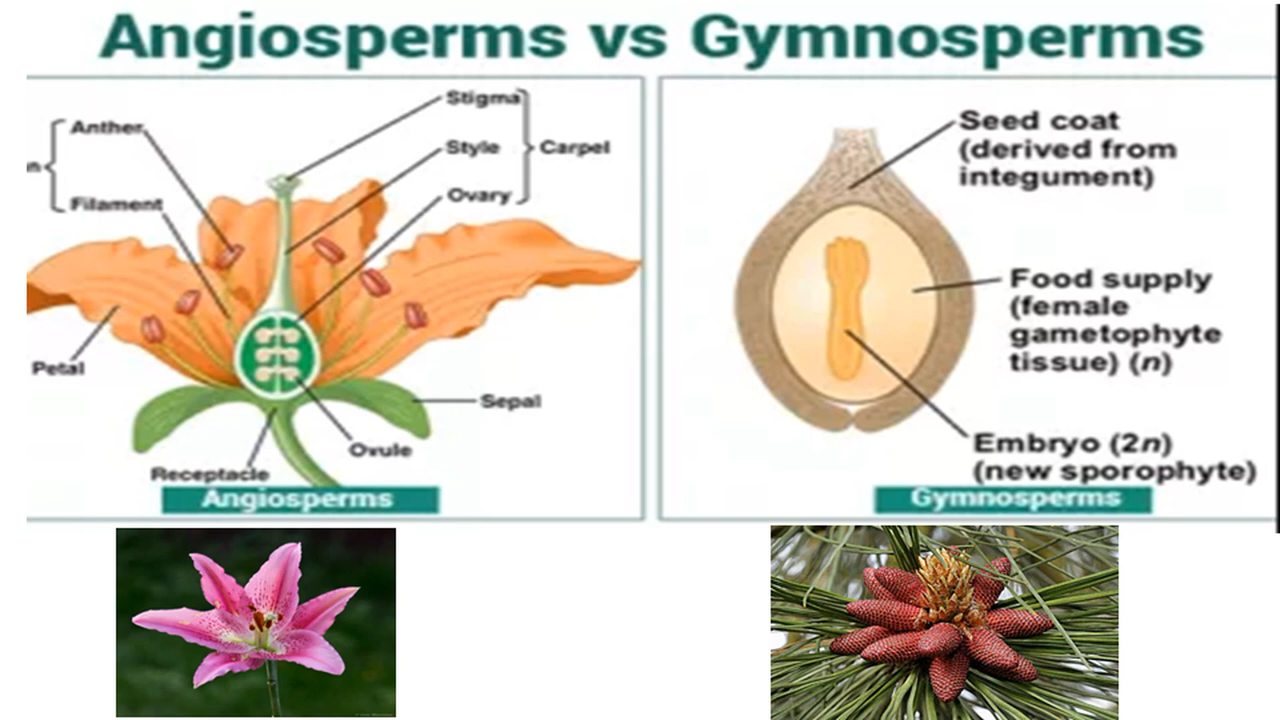 Angiosperms vs Gymnosperms
Stigma
Anther
Style
Carpel
n
Ovary
Filament
Petal
Sepal
Ovule
Receptacle
Angiosperms
Seed coat
(derived from
integument)
Food supply
(female
gametophyte
tissue) (n)
Embryo (2n)
(new sporophyte)
Gymnosperms